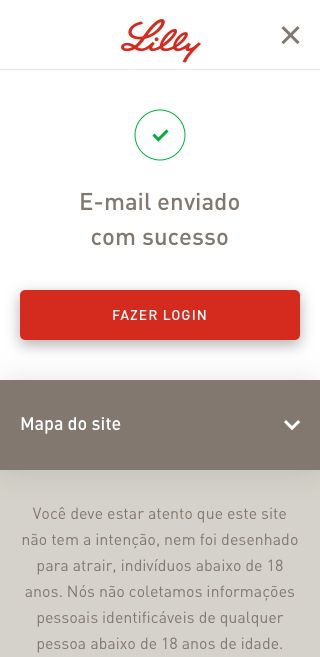 Lilly
E-mail enviado
com sucesso
FAZER LOGIN
Mapa do site
Você deve estar atento que este site
não tem a intenção, nem foi desenhado
para atrair, indivíduos abaixo de 18
anos. Nós não coletamos informações
pessoais identificáveis de qualquer
pessoa abaixo de 18 anos de idade.